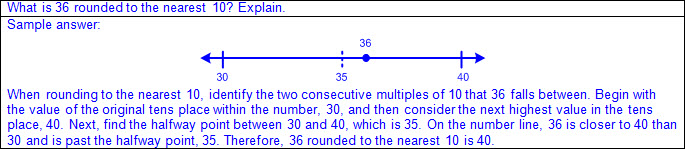 What is 36 rounded to the nearest 10? Explain.
Sample answer:
36
30 35 40
When rounding to the nearest 10, identify the two consecutive multiples of 10 that 36 falls between. Begin with
the value of the original tens place within the number, 30, and then consider the next highest value in the tens
place, 40. Next, find the halfway point between 30 and 40, which is 35. On the number line, 36 is closer to 40 than
30 and is past the halfway point, 35. Therefore, 36 rounded to the nearest 10 is 40.